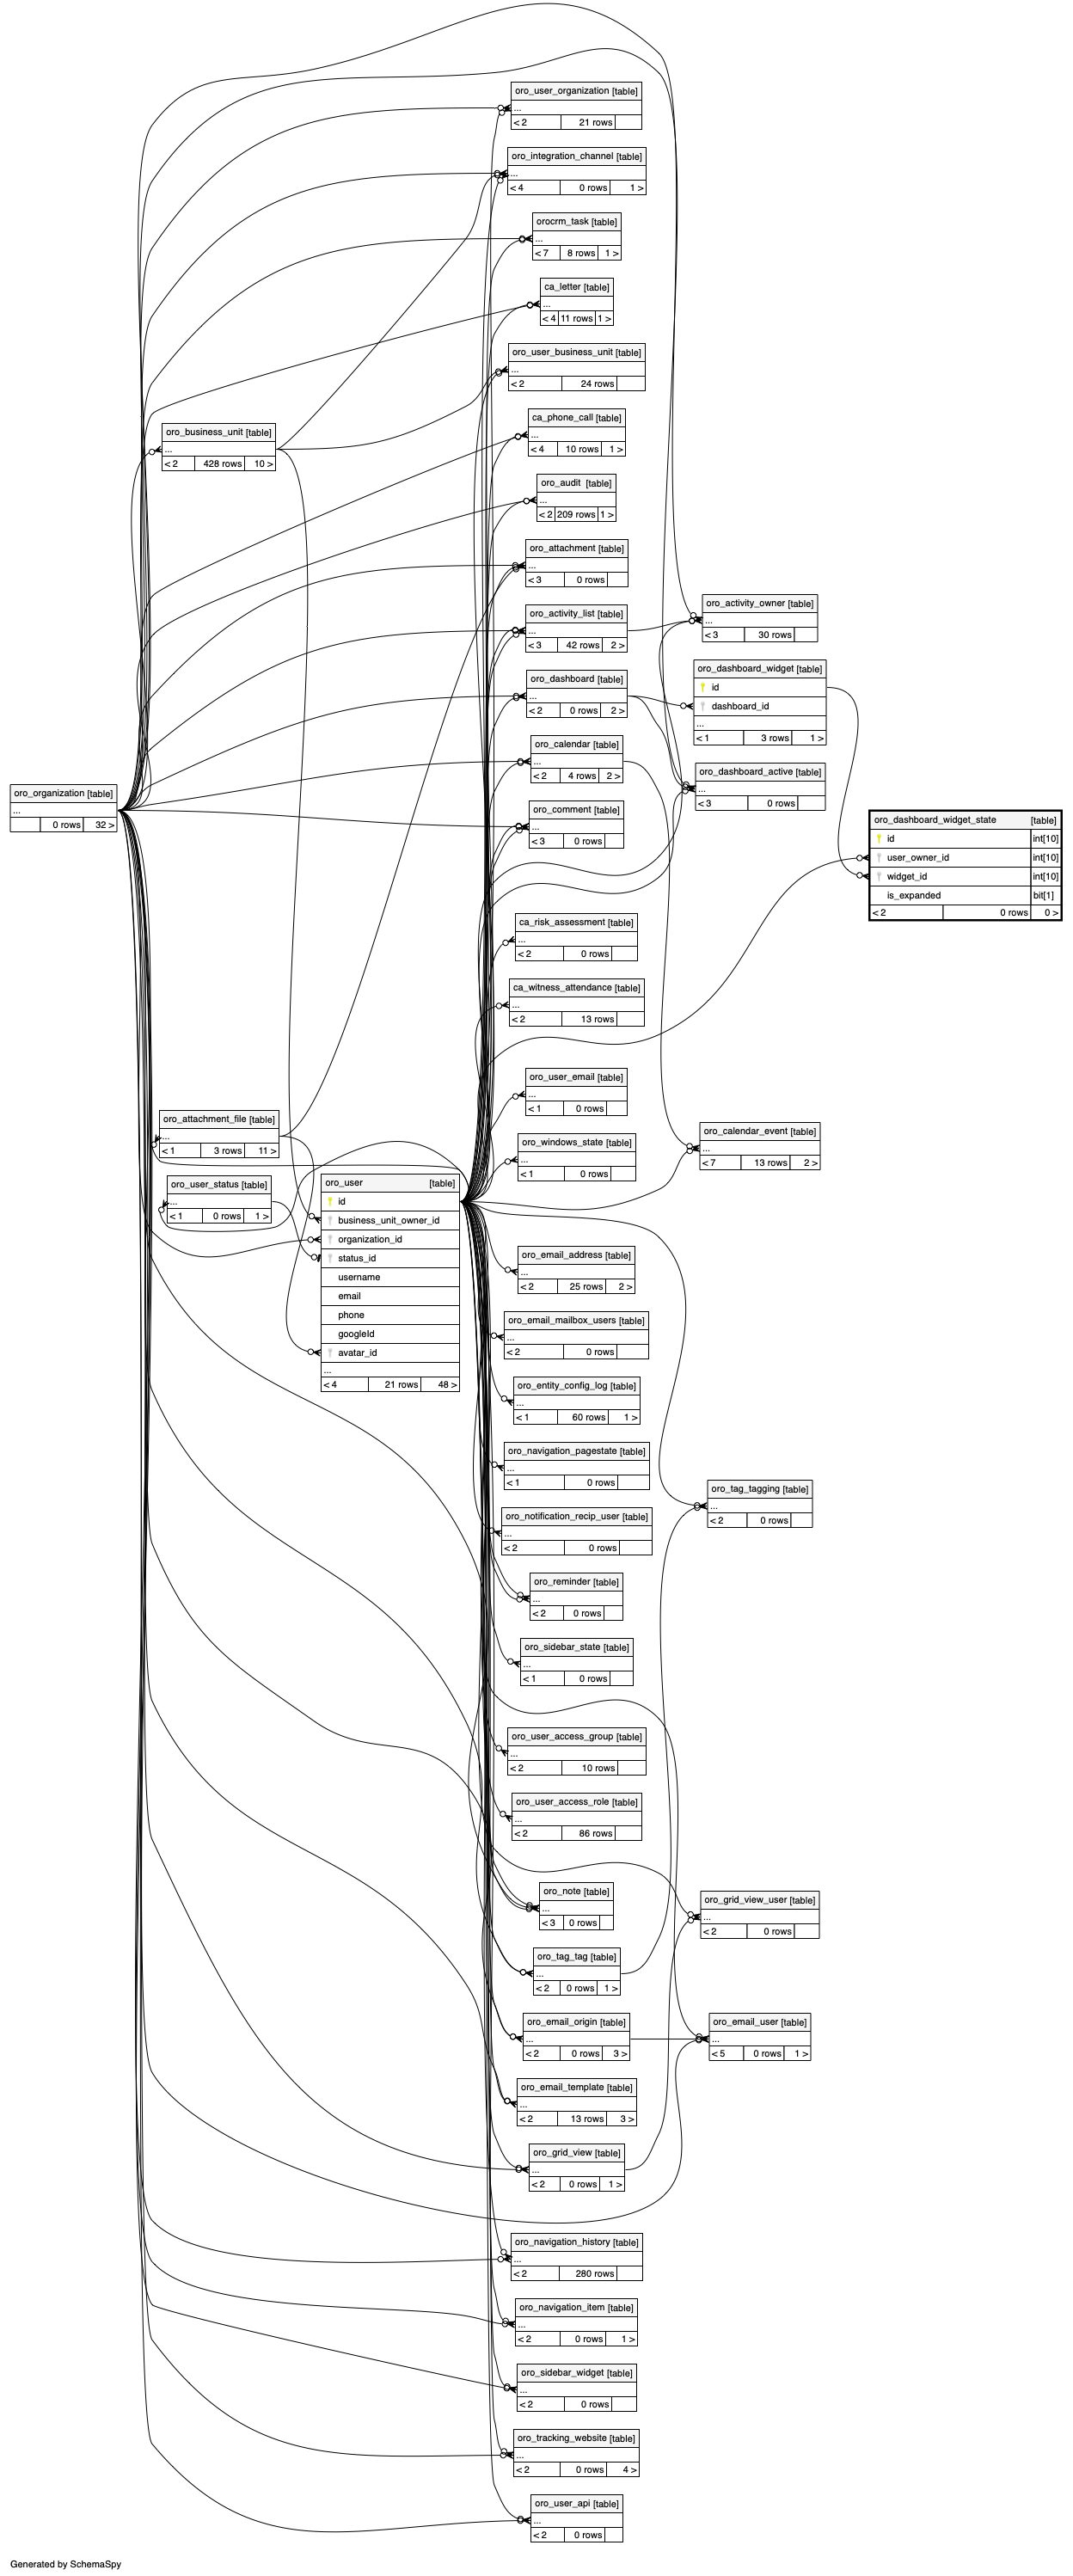 oro_user_organization [table]
...
< 2 21 rows
oro_integration_channel [table]
...
< 4 0 rows 1 >
orocrm_task [table]
...
< 7 8 rows 1 >
ca_letter [table]
...
< 4 11 rows 1 >
oro_user_business_unit [table]
...
< 2 24 rows
ca_phone_call [table]
...
< 4 10 rows 1 >
oro_business_unit [table]
...
< 2 428 rows 10 >
oro_audit [table]
...
< 2 209 rows 1 >
oro_attachment [table]
...
< 3 0 rows
oro_activity_list [table]
...
< 3 42 rows 2 >
oro_activity_owner [table]
...
< 3 30 rows
oro_dashboard [table]
...
< 2 0 rows 2 >
oro_dashboard_widget [table]
id
dashboard_id
...
< 1 3 rows 1 >
oro_calendar [table]
...
< 2 4 rows 2 >
oro_dashboard_active [table]
...
< 3 0 rows
oro_organization [table]
...
0 rows 32 >
oro_comment [table]
...
< 3 0 rows
oro_dashboard_widget_state [table]
id int[10]
user_owner_id int[10]
widget_id int[10]
is_expanded bit[1]
< 2 0 rows 0 >
ca_risk_assessment [table]
...
< 2 0 rows
ca_witness_attendance [table]
...
< 2 13 rows
oro_user_email [table]
...
< 1 0 rows
oro_attachment_file [table]
...
< 1 3 rows 11 >
oro_windows_state [table]
...
< 1 0 rows
oro_calendar_event [table]
...
< 7 13 rows 2 >
oro_user_status [table]
...
< 1 0 rows 1 >
oro_user [table]
id
business_unit_owner_id
organization_id
status_id
username
email
phone
googleId
avatar_id
...
< 4 21 rows 48 >
oro_email_address [table]
...
< 2 25 rows 2 >
oro_email_mailbox_users [table]
...
< 2 0 rows
oro_entity_config_log [table]
...
< 1 60 rows 1 >
oro_navigation_pagestate [table]
...
< 1 0 rows
oro_tag_tagging [table]
...
< 2 0 rows
oro_notification_recip_user [table]
...
< 2 0 rows
oro_reminder [table]
...
< 2 0 rows
oro_sidebar_state [table]
...
< 1 0 rows
oro_user_access_group [table]
...
< 2 10 rows
oro_user_access_role [table]
...
< 2 86 rows
oro_note [table]
...
< 3 0 rows
oro_grid_view_user [table]
...
< 2 0 rows
oro_tag_tag [table]
...
< 2 0 rows 1 >
oro_email_origin [table]
...
< 2 0 rows 3 >
oro_email_user [table]
...
< 5 0 rows 1 >
oro_email_template [table]
...
< 2 13 rows 3 >
oro_grid_view [table]
...
< 2 0 rows 1 >
oro_navigation_history [table]
...
< 2 280 rows
oro_navigation_item [table]
...
< 2 0 rows 1 >
oro_sidebar_widget [table]
...
< 2 0 rows
oro_tracking_website [table]
...
< 2 0 rows 4 >
oro_user_api [table]
...
< 2 0 rows
Generated by SchemaSpy